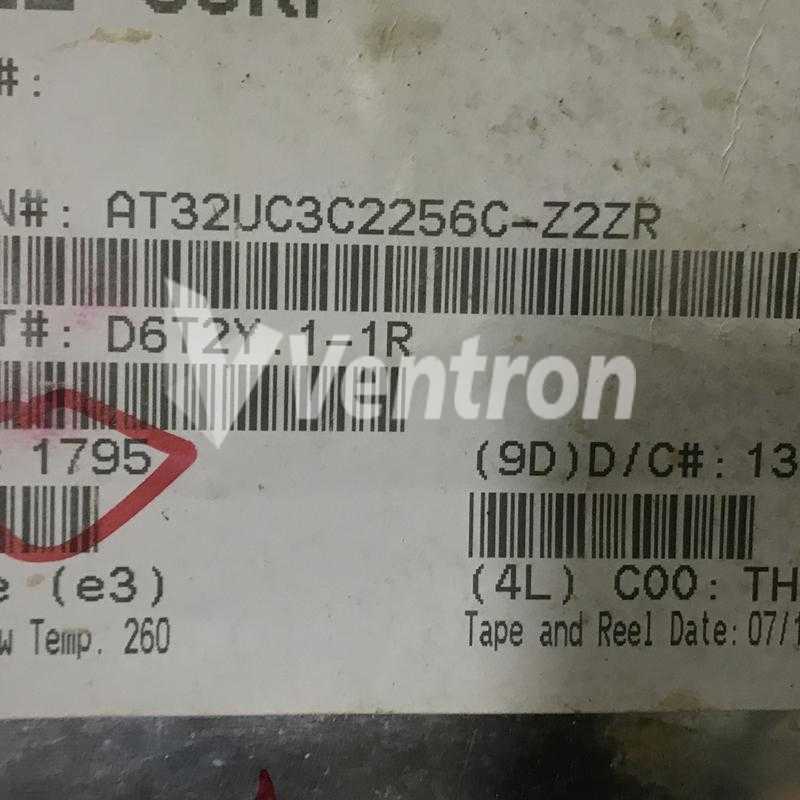 #:
N#: AT32UC3C2256C-Z2ZR
T#: D6T2Y.1-1R
Ventron
: 1795
(9D)D/C#: 13
e (e3)
(4L) COO: TH
w Temp. 260
Tape and Reel Date: 07/1